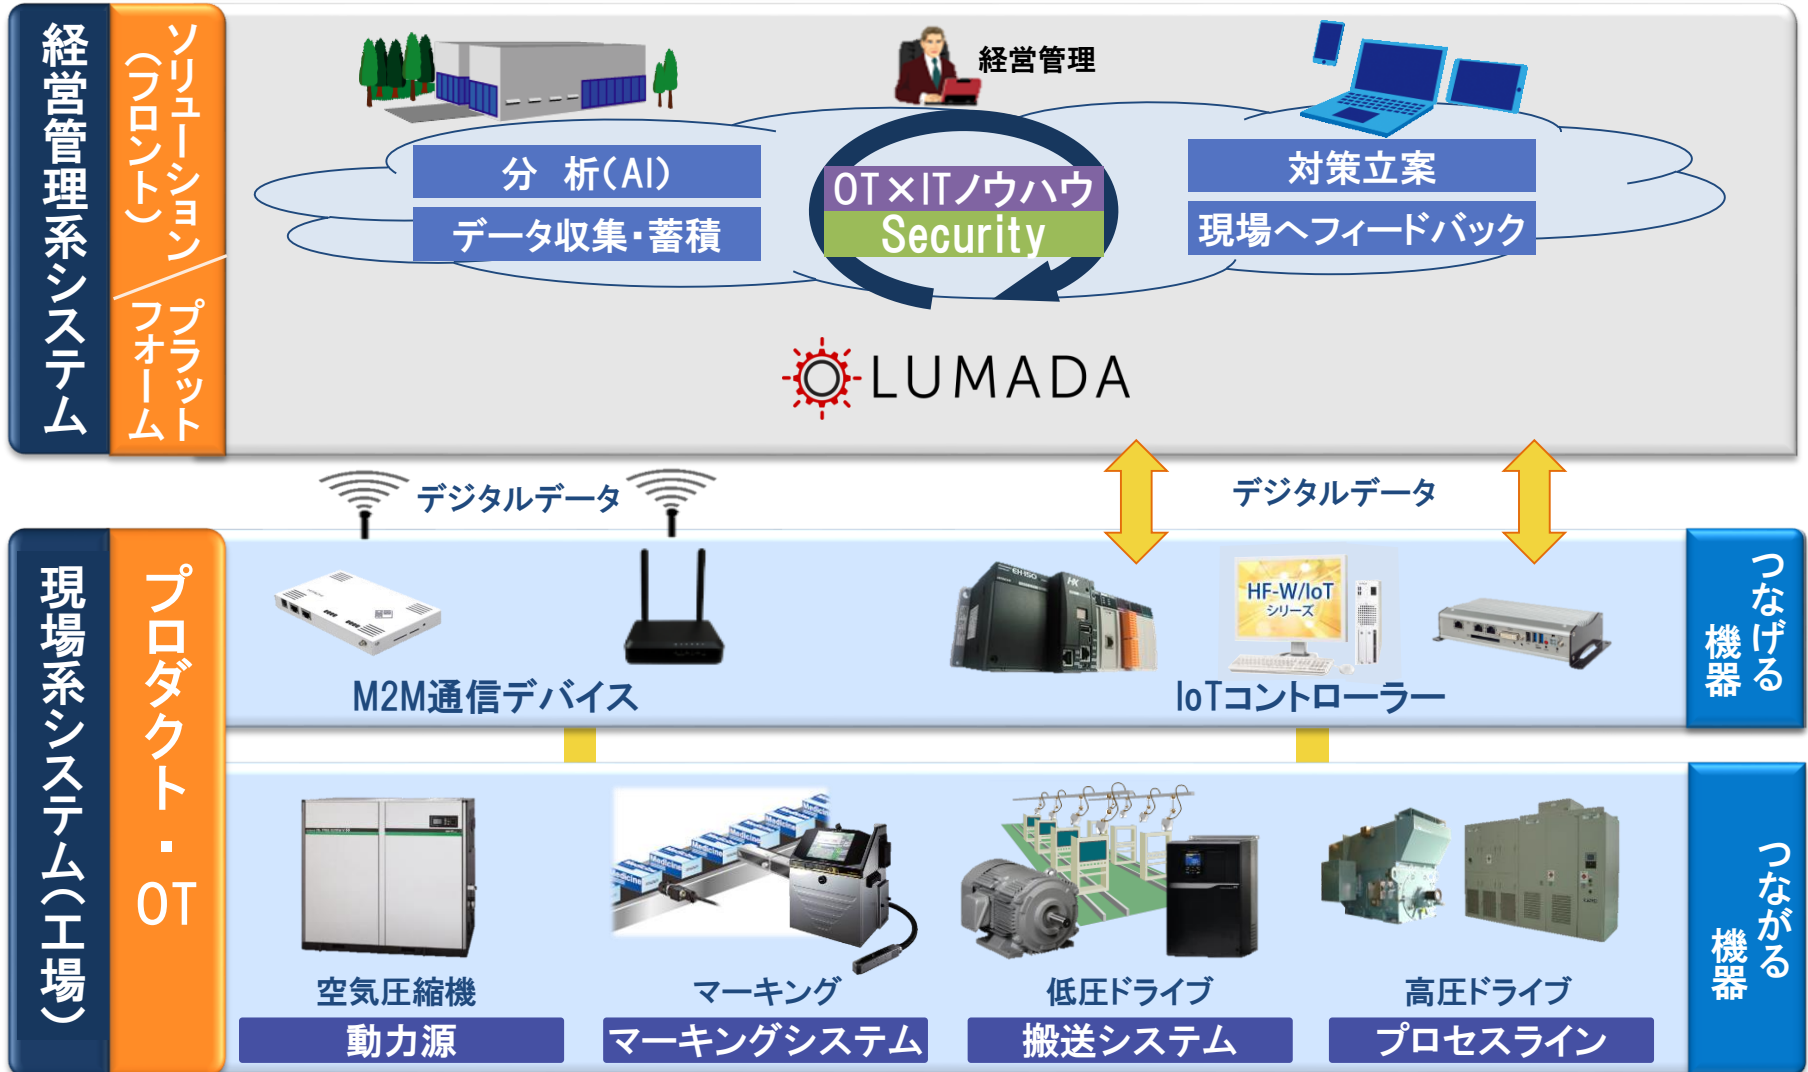 経営管理系システム
ソリューション
（フロント）
プラット
フォーム
経営管理
分　析(AI)
データ収集・蓄積
OT×ITノウハウ
Security
対策立案
現場へフィードバック
LUMADA
デジタルデータ
デジタルデータ
現場系システム(工場)
プロダクト・OT
EH-150
HX
HF-W/IoT
シリーズ
M2M通信デバイス
IoTコントローラー
つなげる
機器
Medicine
Medicine
Medicine
Medicine
Medicine
空気圧縮機
マーキング
低圧ドライブ
高圧ドライブ
動力源
マーキングシステム
搬送システム
プロセスライン
つながる
機器